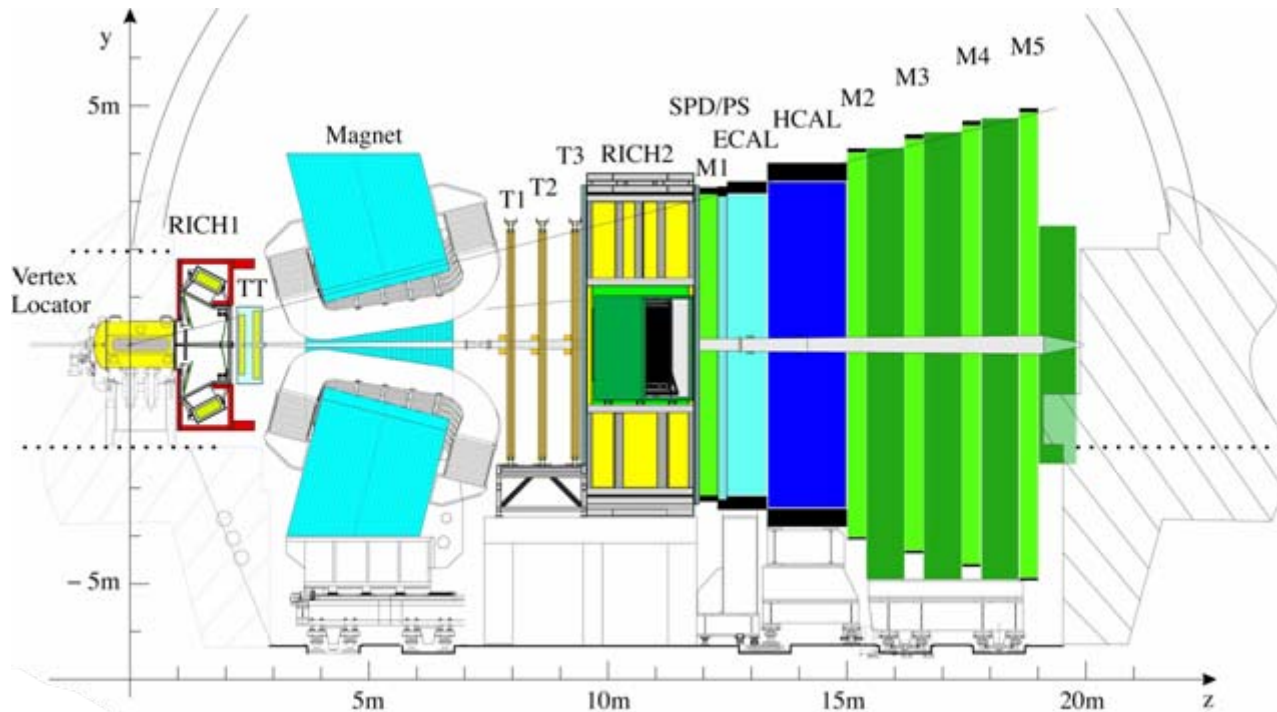 y
5m
Vertex
Locator
RICH1
TT
Magnet
T1
T2
T3
RICH2
M1
SPD/PS
ECAL
HCAL
M2
M3
M4
M5
− 5m
5m
10m
15m
20m
z